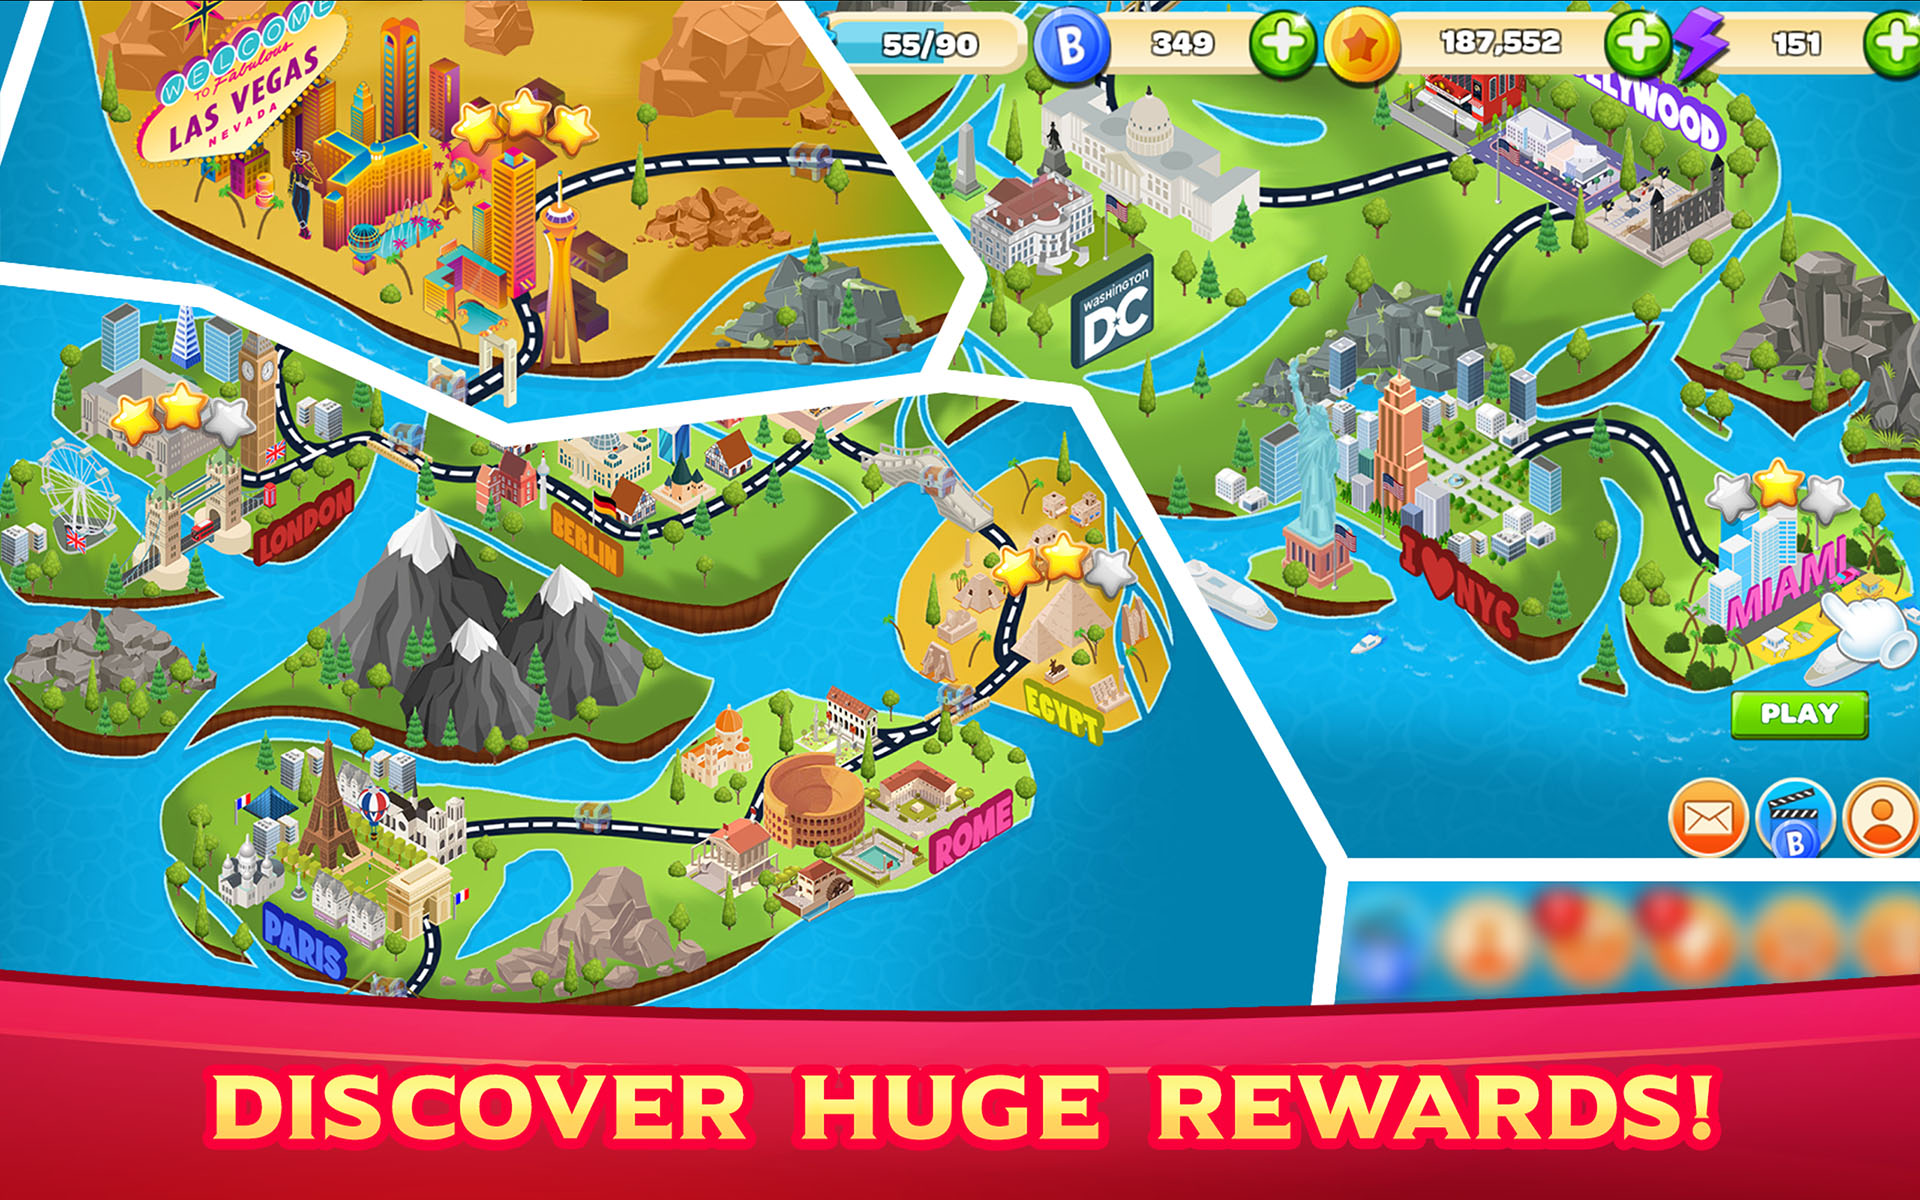 55/90
B
349
187,552
151
WELCOME
TO Fabulous
LAS VEGAS
NEVADA
LYWOOD
WASHINGTON
DC
LONDON
BERLIN
I ♥ NYC
MIAMI
EGYPT
PLAY
ROME
B
PARIS
DISCOVER HUGE REWARDS!